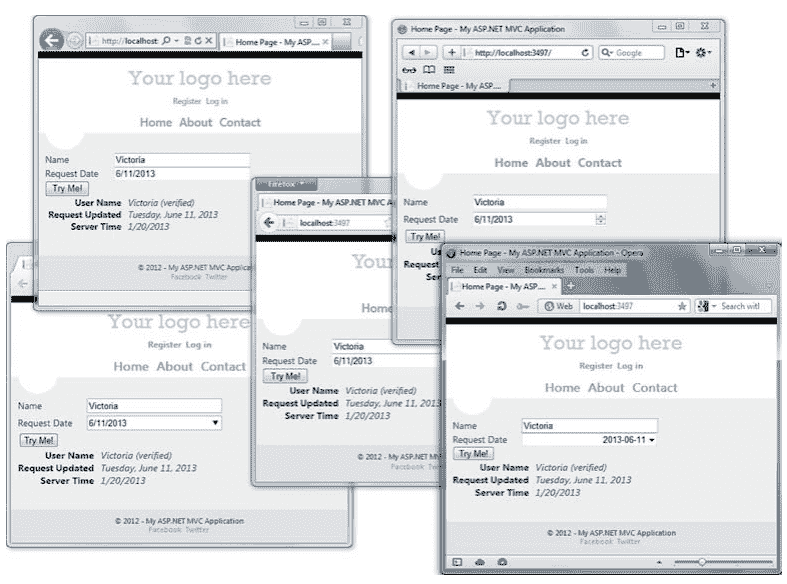 http://localhost:
Home Page - My ASP....
Your logo here
Register Log in
Home About Contact
Name Victoria
Request Date 6/11/2013
Try Me!
User Name Victoria (verified)
Request Updated Tuesday, June 11, 2013
Server Time 1/20/2013
© 2012 - My ASP.NET MVC Applica
Facebook Twitter
Home Page - My ASP.NET MVC Application
http://localhost:3497/
Google
Home Page - My ASP....
Your logo here
Register Log in
Home About Contact
Name Victoria
Request Date 6/11/2013
Try Me!
Firefox
Home Page - My ASP.NET MVC A
localhost:3497
You
Hom
Name Victoria
Request Date 6/11/2013
Try Me!
User Name Victoria (verified)
Request Updated Tuesday, June 11, 2013
Server Time 1/20/2013
© 2012 - My ASP.NET M
Facebook Twitt
Your logo here
Register Log in
Home About Contact
Name Victoria
Request Date 6/11/2013
Try Me!
User Name Victoria (verified)
Request Updated Tuesday, June 11, 2013
Server Time 1/20/2013
© 2012 - My ASP.NET MVC Application
Facebook Twitter
Home Page - My ASP.NET MVC Application - Opera
File Edit View Bookmarks Tools Help
Home Page - My ASP....
Web localhost:3497 Search witl
Your logo here
Register Log in
Home About Contact
Name Victoria
Request Date 2013-06-11
Try Me!
User Name Victoria (verified)
Request Updated Tuesday, June 11, 2013
Server Time 1/20/2013
© 2012 - My ASP.NET MVC Application
Facebook Twitter